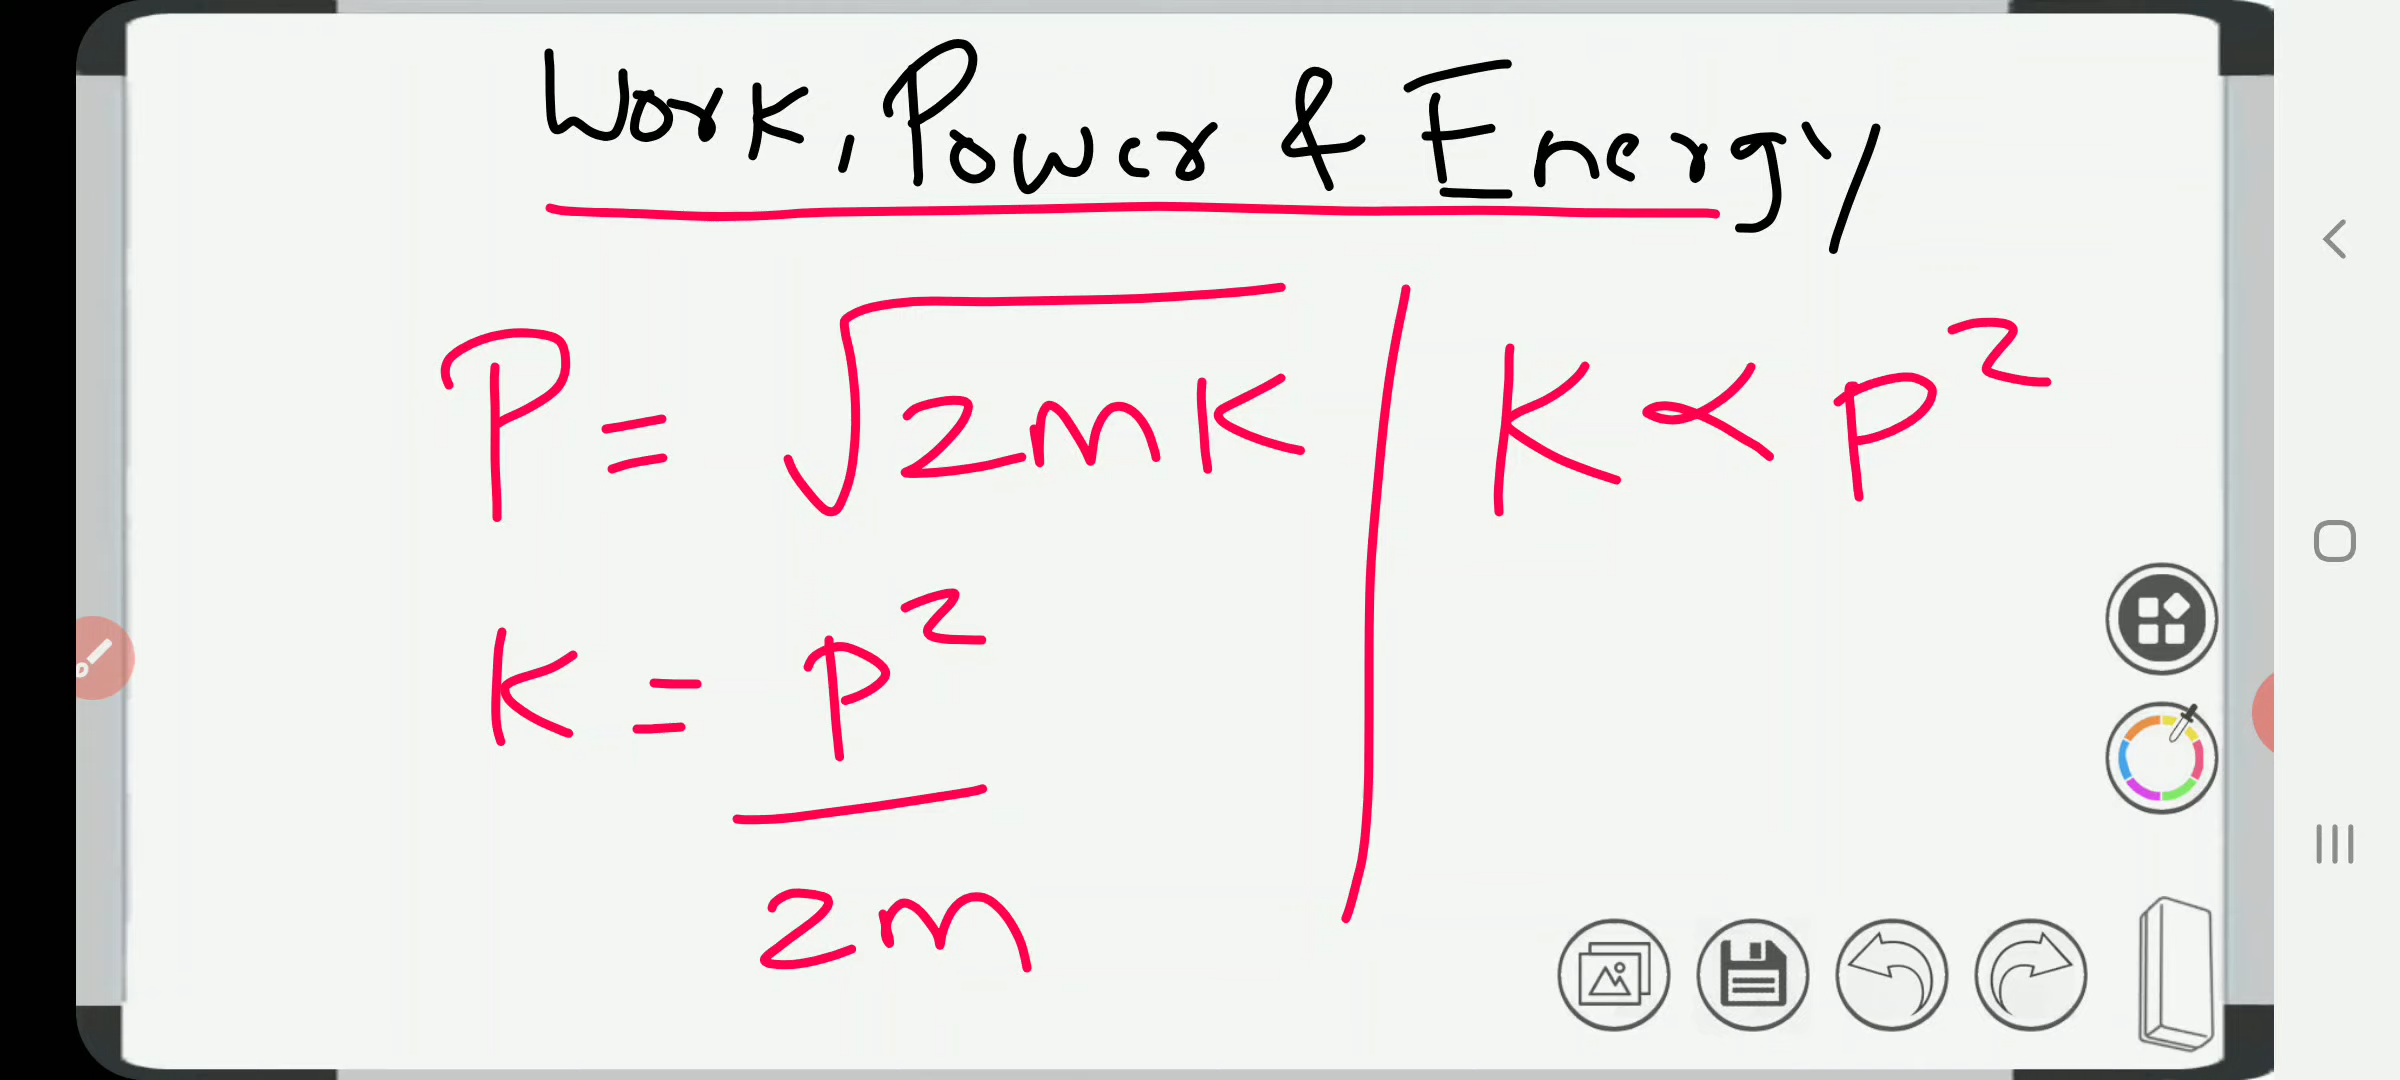 Work, Power & Energy
P = √2mK
K ∝ p²
K = p²
2m